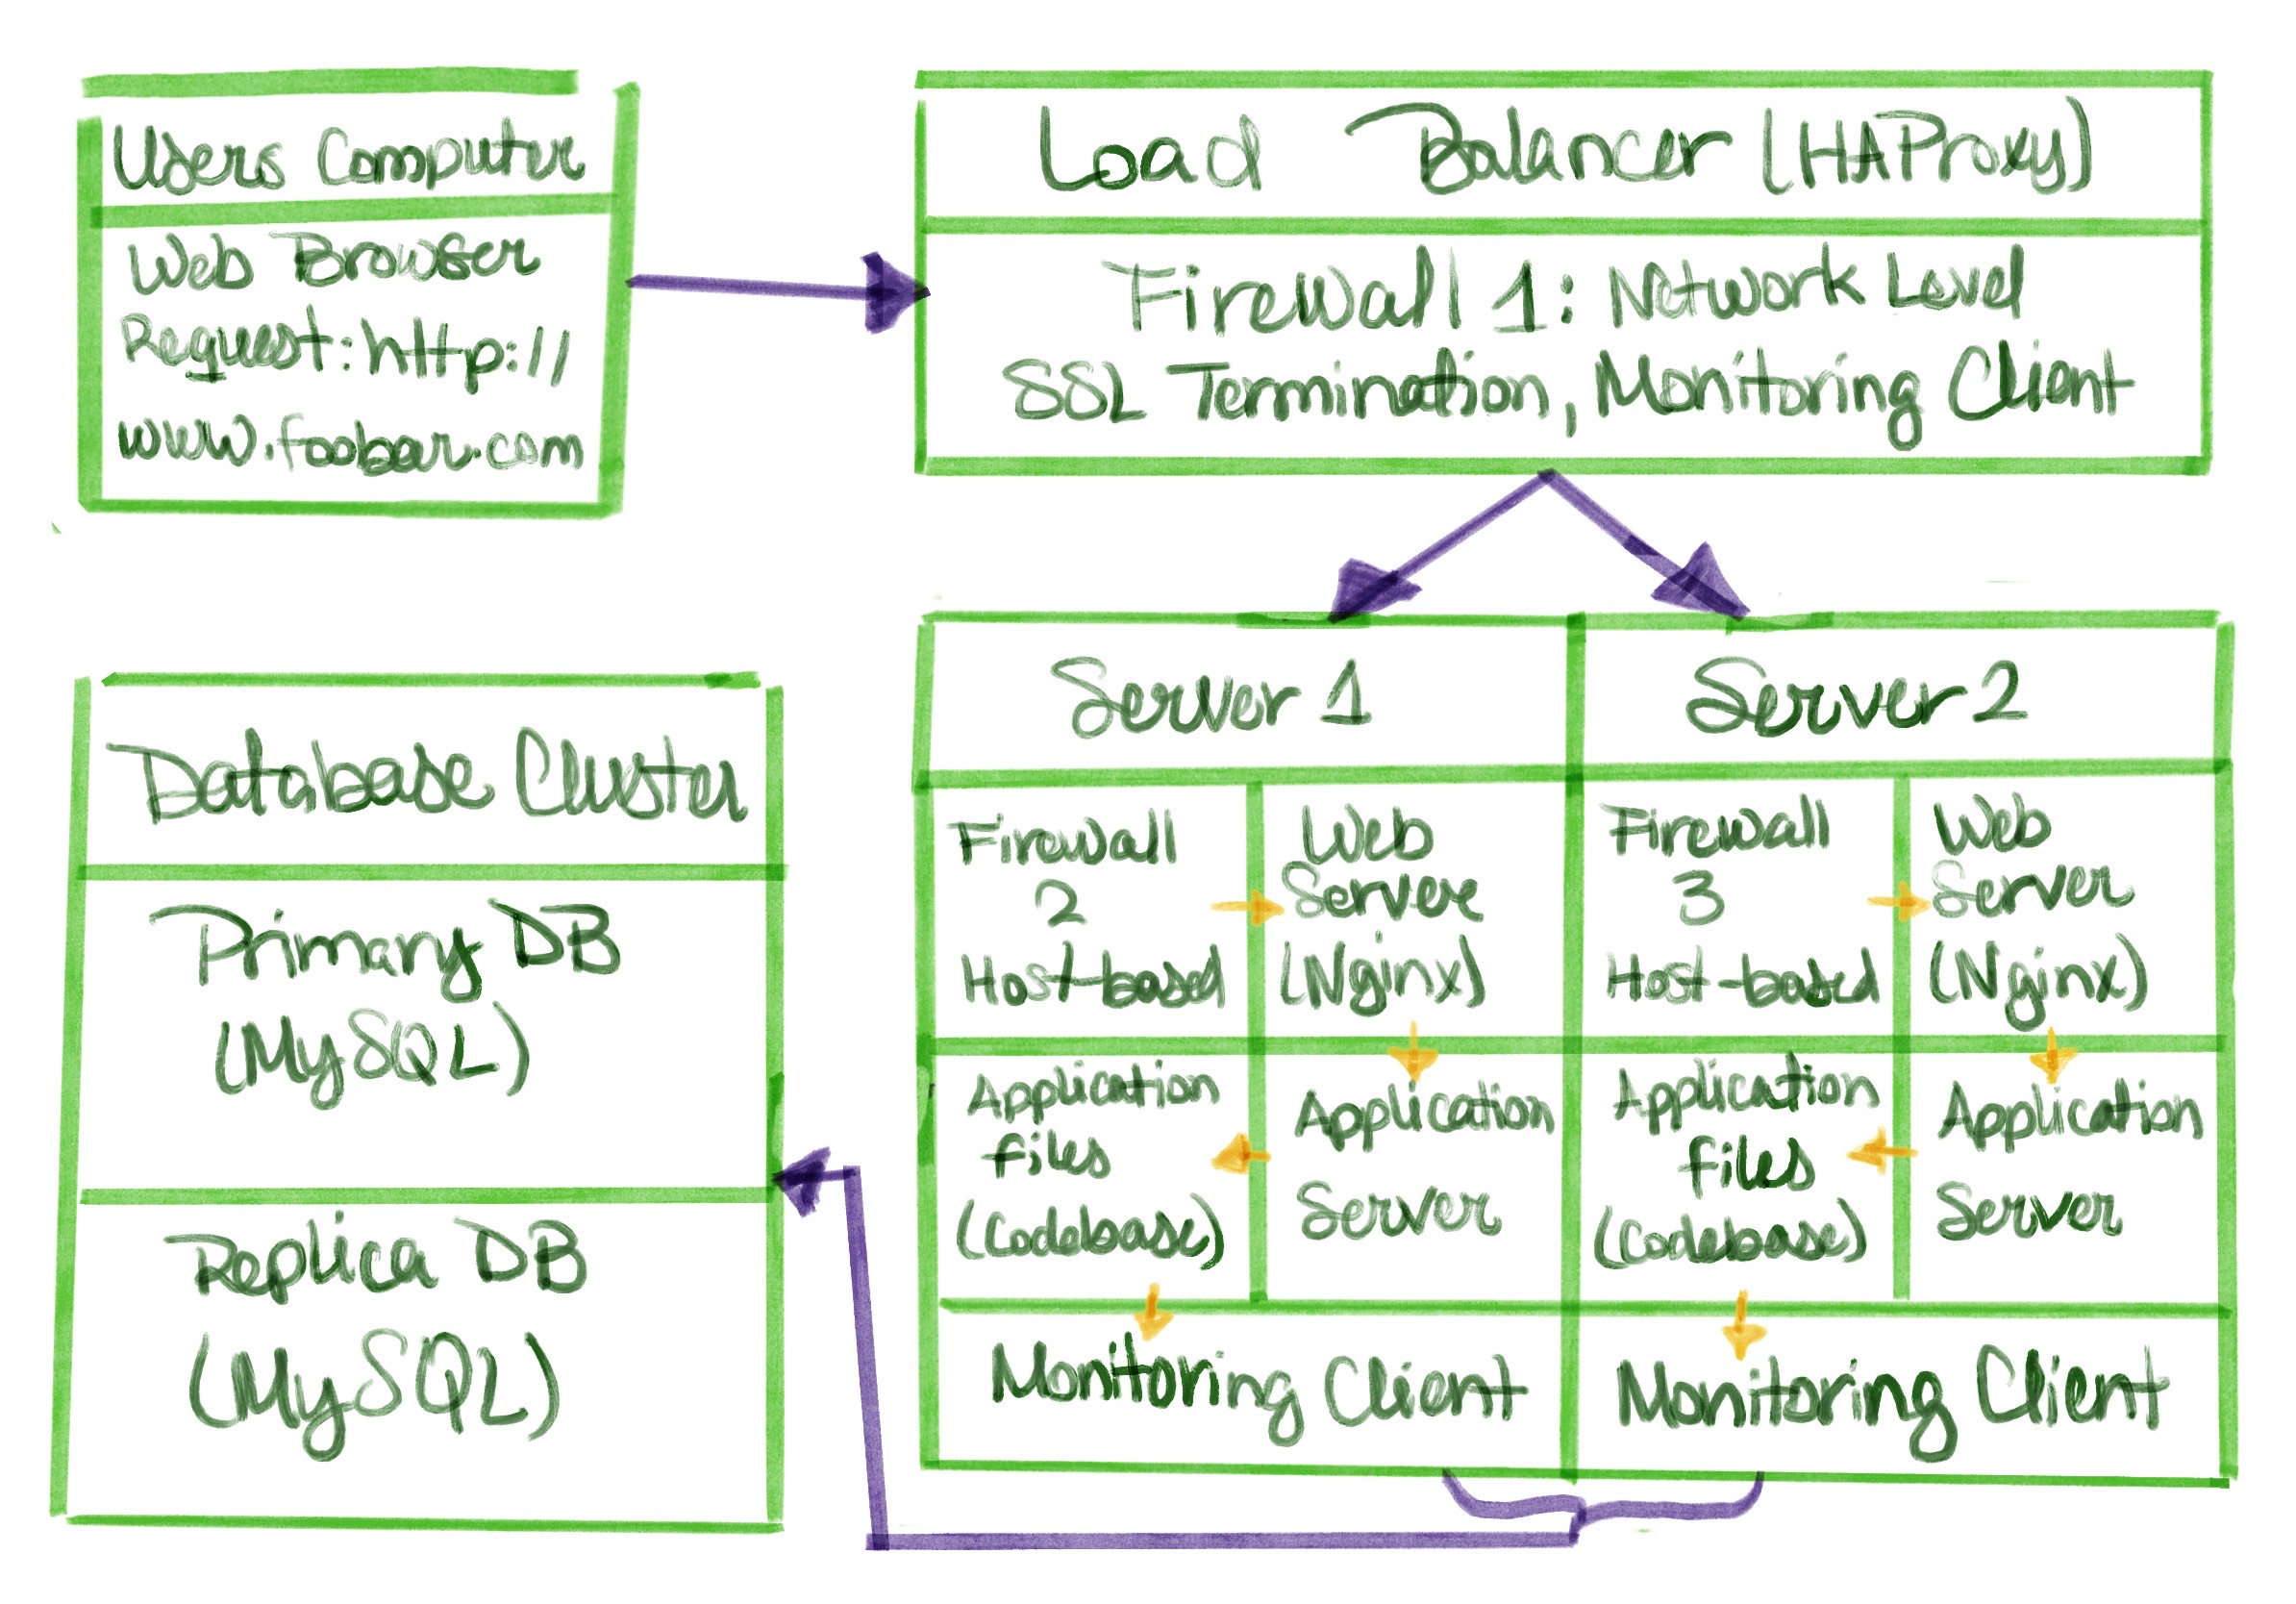 Users Computer
Web Browser
Request: http://
www.foobar.com
Load Balancer (HAProxy)
Firewall 1: Network Level
SSL Termination, Monitoring Client
Database Cluster
Primary DB
(MySQL)
Replica DB
(MySQL)
Server 1
Firewall
2
Host-based
Web
Server
(Nginx)
Application
files
(Codebase)
Application
Server
Monitoring Client
Server 2
Firewall
3
Host-based
Web
Server
(Nginx)
Application
files
(Codebase)
Application
Server
Monitoring Client